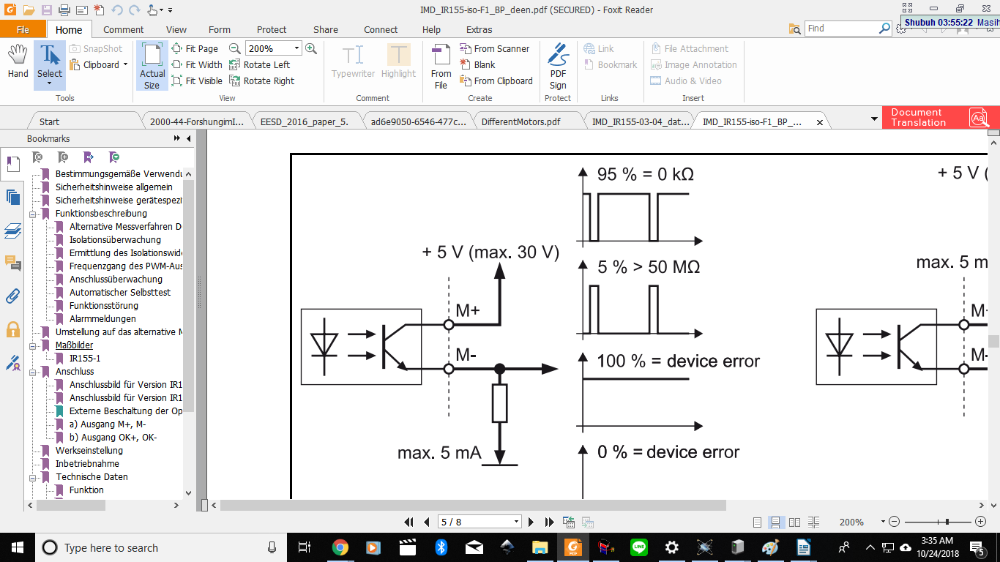 IMD_IR155-iso-F1_BP_deen.pdf (SECURED) - Foxit Reader
Shubuh 03:55:22 Masih
File Home Comment View Form Protect Share Connect Help Extras Find
Hand
Select
SnapShot
Clipboard
Tools
Actual Size
Fit Page
Fit Width
Fit Visible
200%
Rotate Left
Rotate Right
View
Typewriter
Highlight
Comment
From File
From Scanner
Blank
From Clipboard
Create
PDF Sign
Protect
Link
Bookmark
Links
File Attachment
Image Annotation
Audio & Video
Insert
Start 2000-44-ForshungimI... EESD_2016_paper_5. ad6e9050-6546-477c... DifferentMotors.pdf IMD_IR155-03-04_dat... IMD_IR155-iso-F1_BP_...
Document Translation
Bookmarks
Bestimmungsgemäße Verwendu
Sicherheitshinweise allgemein
Sicherheitshinweise gerätespezi
Funktionsbeschreibung
Alternative Messverfahren D
Isolationsüberwachung
Ermittlung des Isolationswide
Frequenzgang des PWM-Aus
Anschlussüberwachung
Automatischer Selbsttest
Funktionsstörung
Alarmmeldungen
Umstellung auf das alternative M
Maßbilder
IR155-1
Anschluss
Anschlussbild für Version IR1
Anschlussbild für Version IR1
Externe Beschaltung der Op
a) Ausgang M+, M-
b) Ausgang OK+, OK-
Werkseinstellung
Inbetriebnahme
Technische Daten
Funktion
+ 5 V (max. 30 V)
M+
M-
max. 5 mA
95 % = 0 kΩ
5 % > 50 MΩ
100 % = device error
0 % = device error
+ 5 V (
max. 5 m
M+
M-
5 / 8
200%
Type here to search
3:35 AM
10/24/2018
5